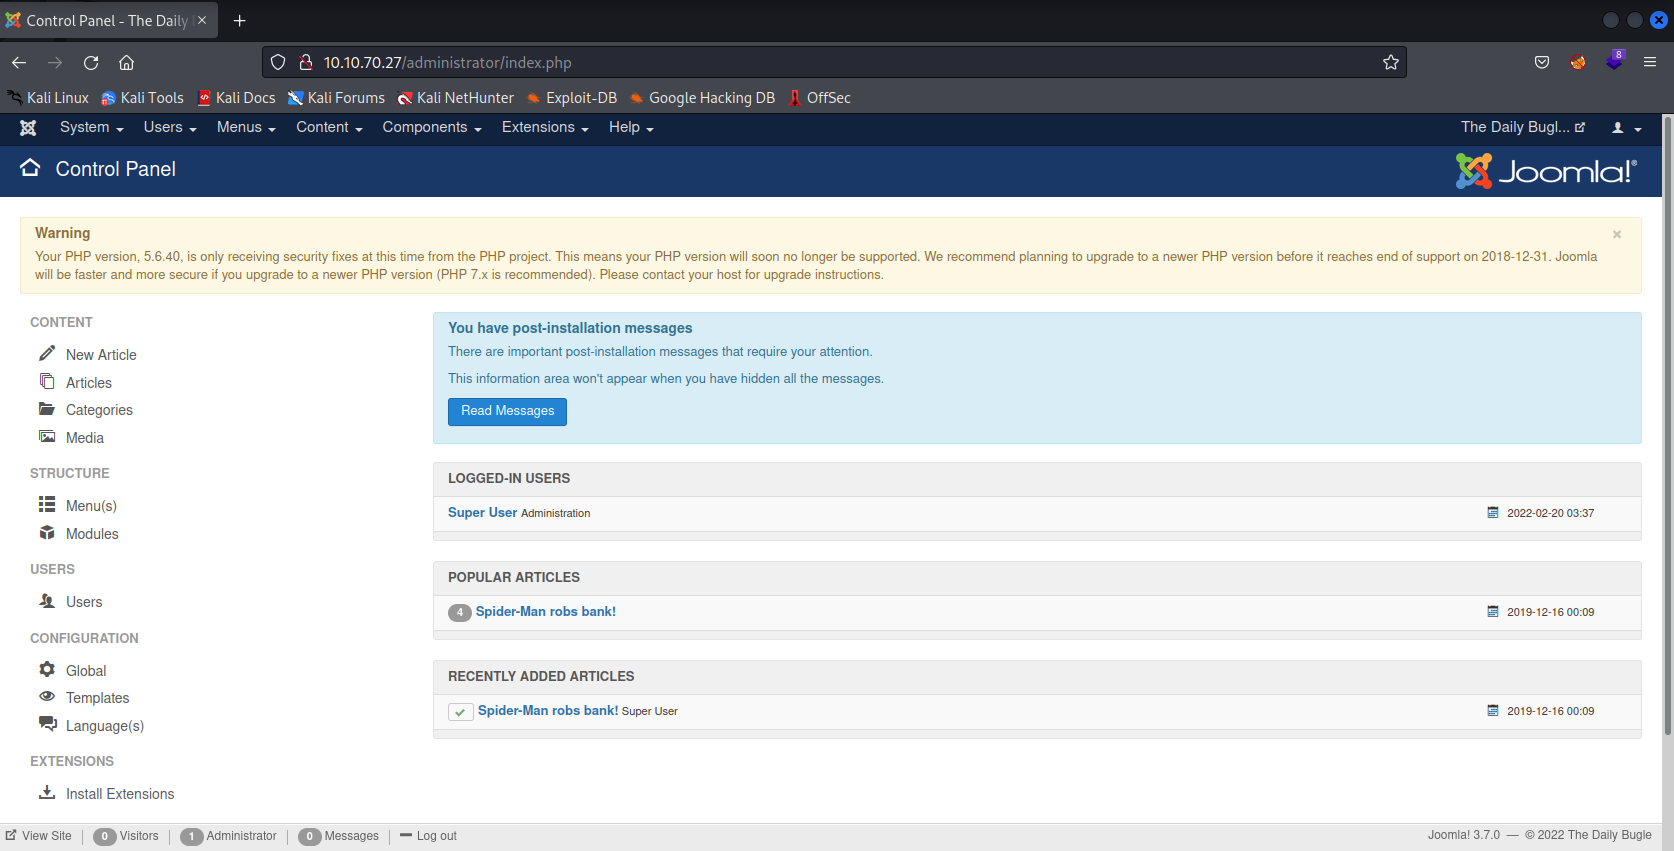 Control Panel - The Daily
10.10.70.27/administrator/index.php
8
Kali Linux Kali Tools Kali Docs Kali Forums Kali NetHunter Exploit-DB Google Hacking DB OffSec
System Users Menus Content Components Extensions Help The Daily Bugl...
Control Panel
Joomla!®
Warning
Your PHP version, 5.6.40, is only receiving security fixes at this time from the PHP project. This means your PHP version will soon no longer be supported. We recommend planning to upgrade to a newer PHP version before it reaches end of support on 2018-12-31. Joomla
will be faster and more secure if you upgrade to a newer PHP version (PHP 7.x is recommended). Please contact your host for upgrade instructions.
CONTENT
New Article
Articles
Categories
Media
STRUCTURE
Menu(s)
Modules
USERS
Users
CONFIGURATION
Global
Templates
Language(s)
EXTENSIONS
Install Extensions
You have post-installation messages
There are important post-installation messages that require your attention.
This information area won't appear when you have hidden all the messages.
Read Messages
LOGGED-IN USERS
Super User Administration 2022-02-20 03:37
POPULAR ARTICLES
4 Spider-Man robs bank! 2019-12-16 00:09
RECENTLY ADDED ARTICLES
Spider-Man robs bank! Super User 2019-12-16 00:09
View Site 0 Visitors 1 Administrator 0 Messages Log out Joomla! 3.7.0 — © 2022 The Daily Bugle